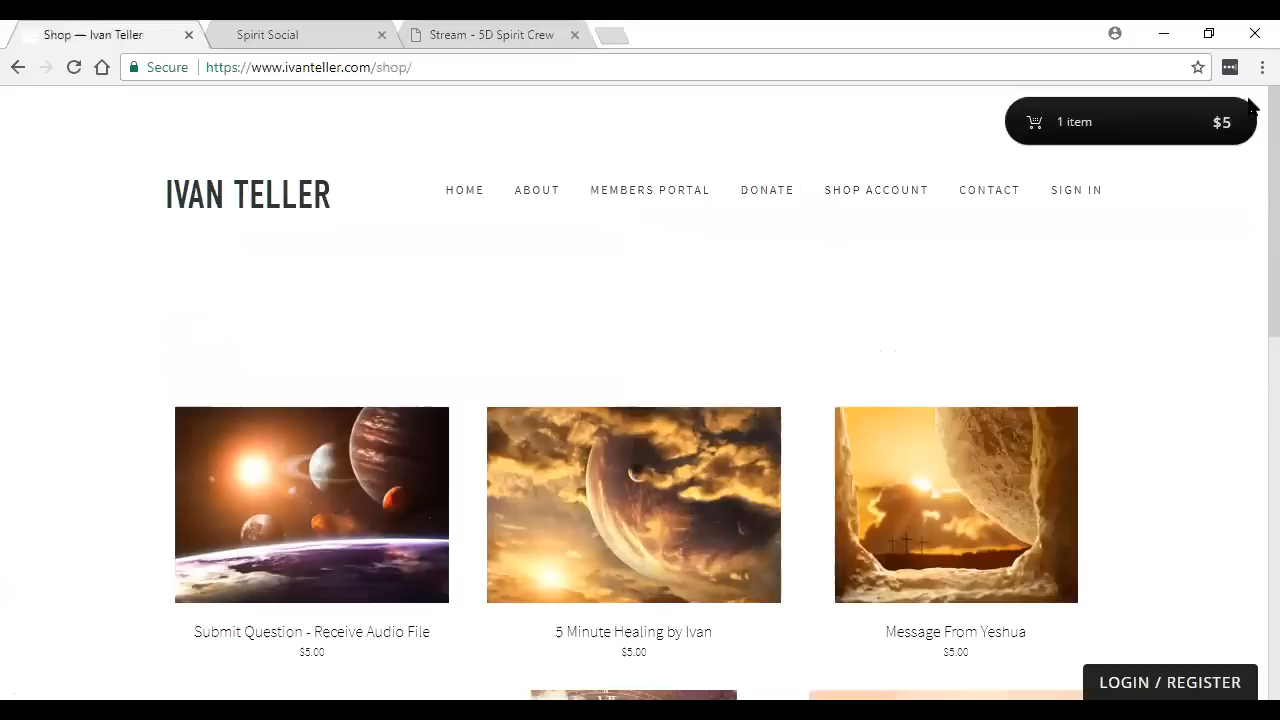 Shop — Ivan Teller
Spirit Social
Stream - 5D Spirit Crew
Secure
https://www.ivanteller.com/shop/
1 item
$5
IVAN TELLER
HOME
ABOUT
MEMBERS PORTAL
DONATE
SHOP ACCOUNT
CONTACT
SIGN IN
Submit Question - Receive Audio File
$5.00
5 Minute Healing by Ivan
$5.00
Message From Yeshua
$5.00
LOGIN / REGISTER